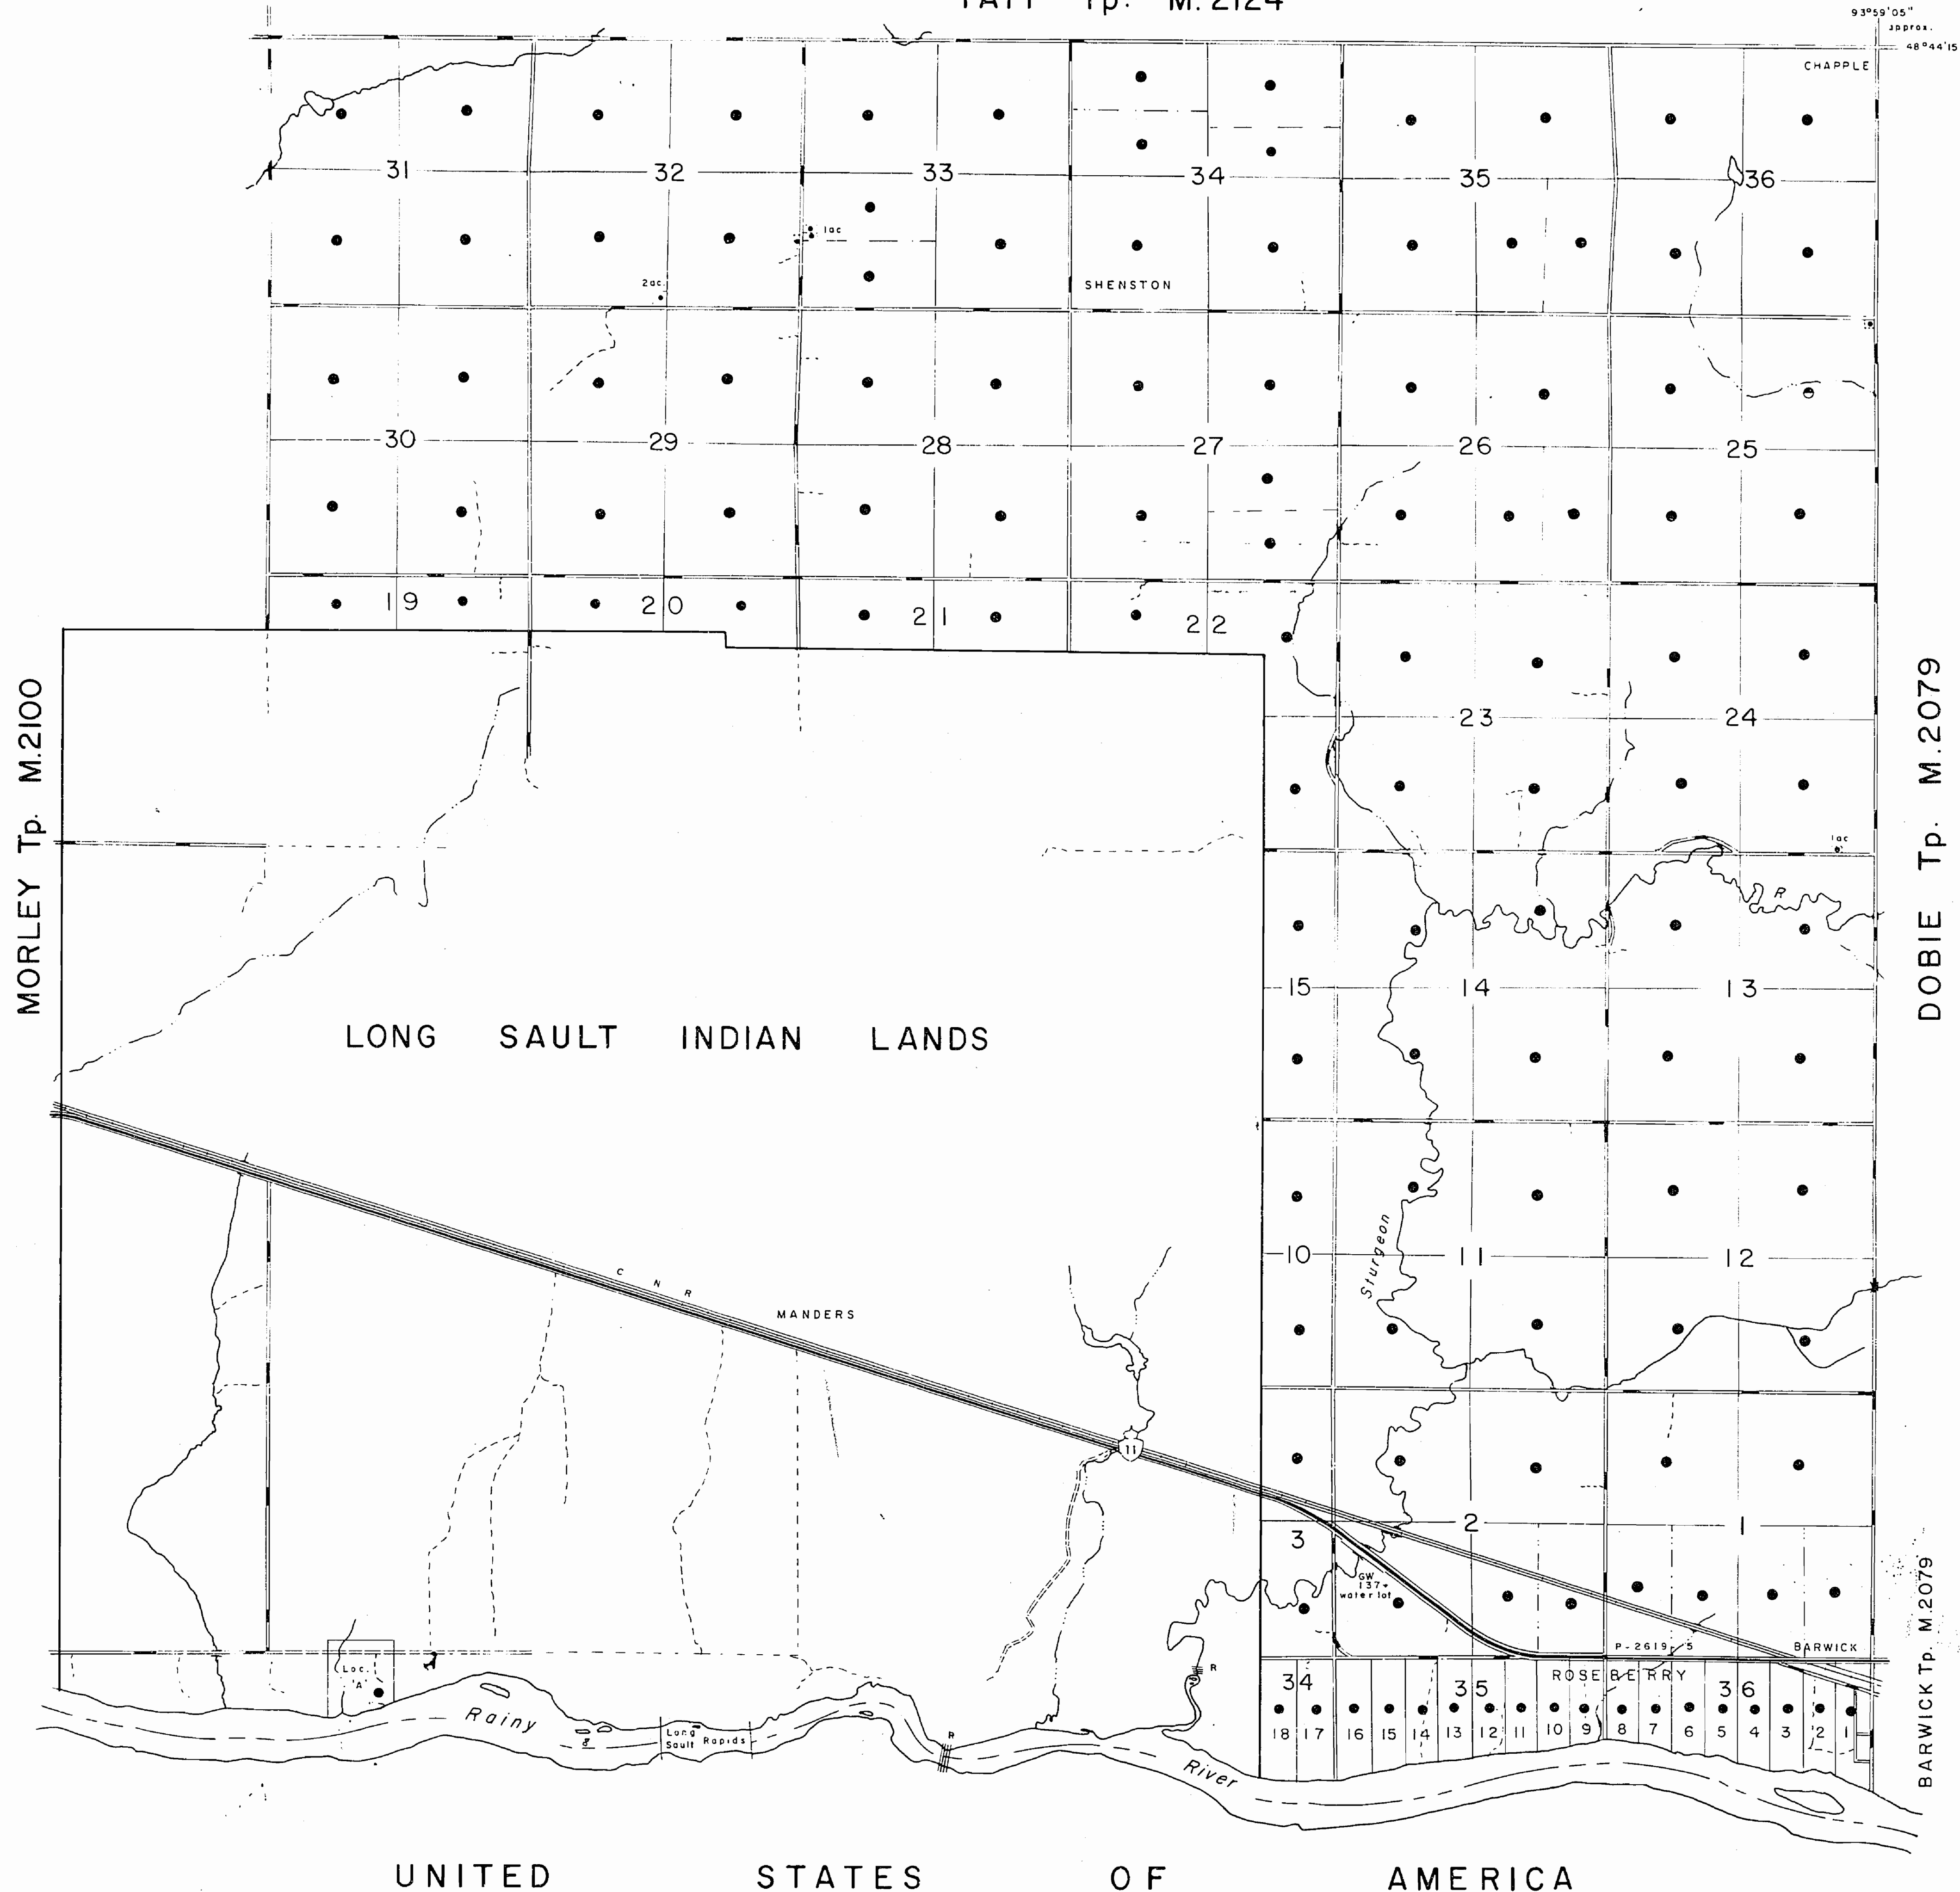 Tp. M.2124
93°59'05"
approx.
48°44'15
CHAPPLE
31 32 33 34 35 36
1ac
2ac.
SHENSTON
30 29 28 27 26 25
19 20 21 22
23 24
MORLEY Tp. M.2100
DOBIE Tp. M.2079
1ac
R
15 14 13
LONG SAULT INDIAN LANDS
Sturgeon
10 11 12
C N R
MANDERS
11
3 2 1
GW
137+
water lot
BARWICK Tp. M.2079
P-2619-5
BARWICK
Loc.
'A'
R
ROSEBERRY
34 35 36
18 17 16 15 14 13 12 11 10 9 8 7 6 5 4 3 2 1
Rainy
Long
Sault Rapids
R
River
UNITED STATES OF AMERICA